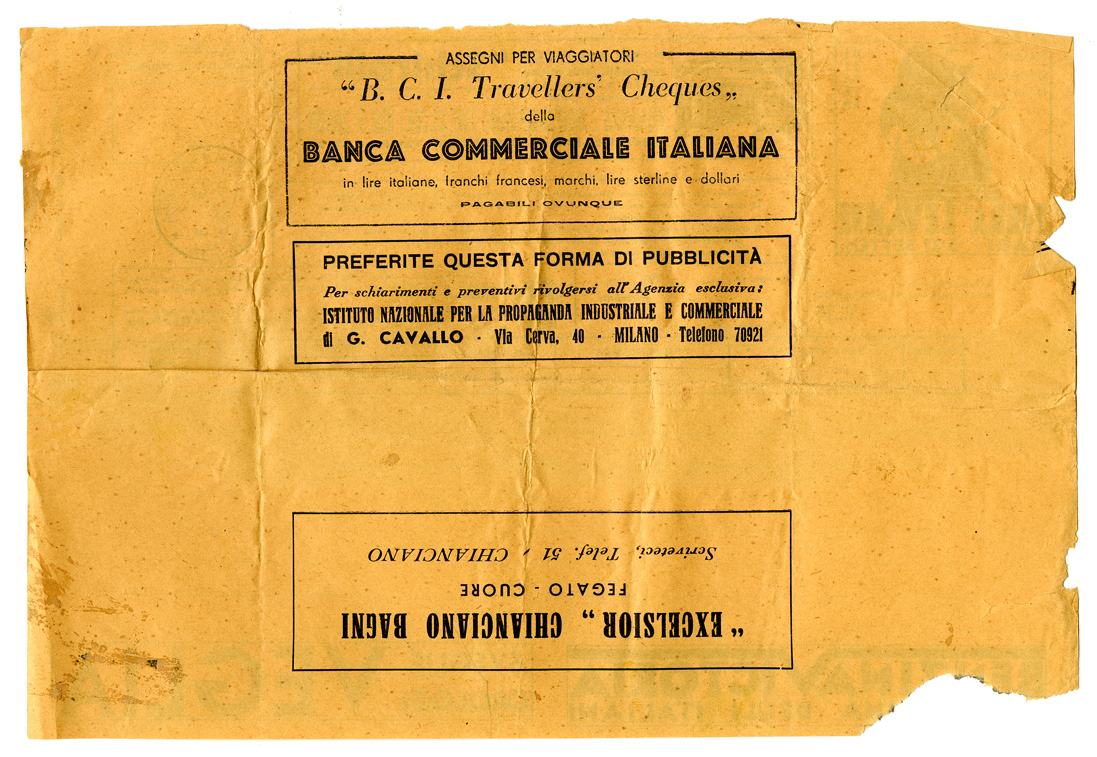 ASSEGNI PER VIAGGIATORI
“B. C. I. Travellers' Cheques„
della
BANCA COMMERCIALE ITALIANA
in lire italiane, franchi francesi, marchi, lire sterline e dollari
PAGABILI OVUNQUE
PREFERITE QUESTA FORMA DI PUBBLICITÀ
Per schiarimenti e preventivi rivolgersi all'Agenzia esclusiva:
ISTITUTO NAZIONALE PER LA PROPAGANDA INDUSTRIALE E COMMERCIALE
di G. CAVALLO - Via Cerva, 40 - MILANO - Telefono 70921
“EXCELSIOR„ CHIANCIANO BAGNI
FEGATO - CUORE
Scriveteci, Telef. 51, CHIANCIANO